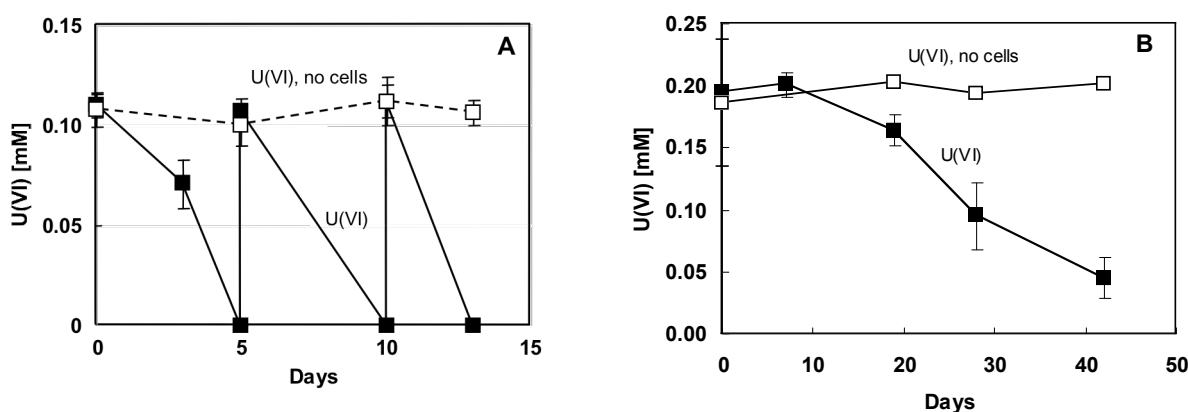 A
U(VI), no cells
U(VI)
U(VI) [mM]
0.15
0.10
0.05
0
0 5 10 15
Days
B
U(VI), no cells
U(VI)
U(VI) [mM]
0.25
0.20
0.15
0.10
0.05
0.00
0 10 20 30 40 50
Days